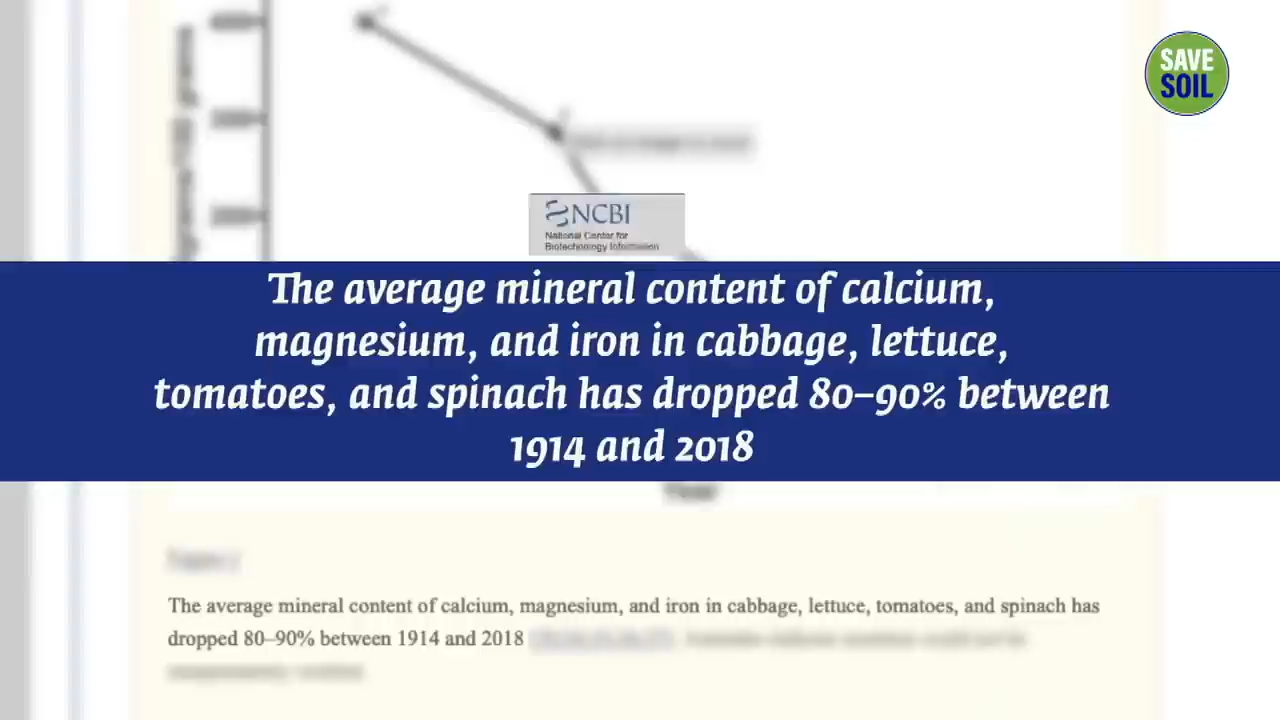 SAVE
SOIL
NCBI
National Center for
Biotechnology Information
The average mineral content of calcium,
magnesium, and iron in cabbage, lettuce,
tomatoes, and spinach has dropped 80–90% between
1914 and 2018
The average mineral content of calcium, magnesium, and iron in cabbage, lettuce, tomatoes, and spinach has
dropped 80–90% between 1914 and 2018